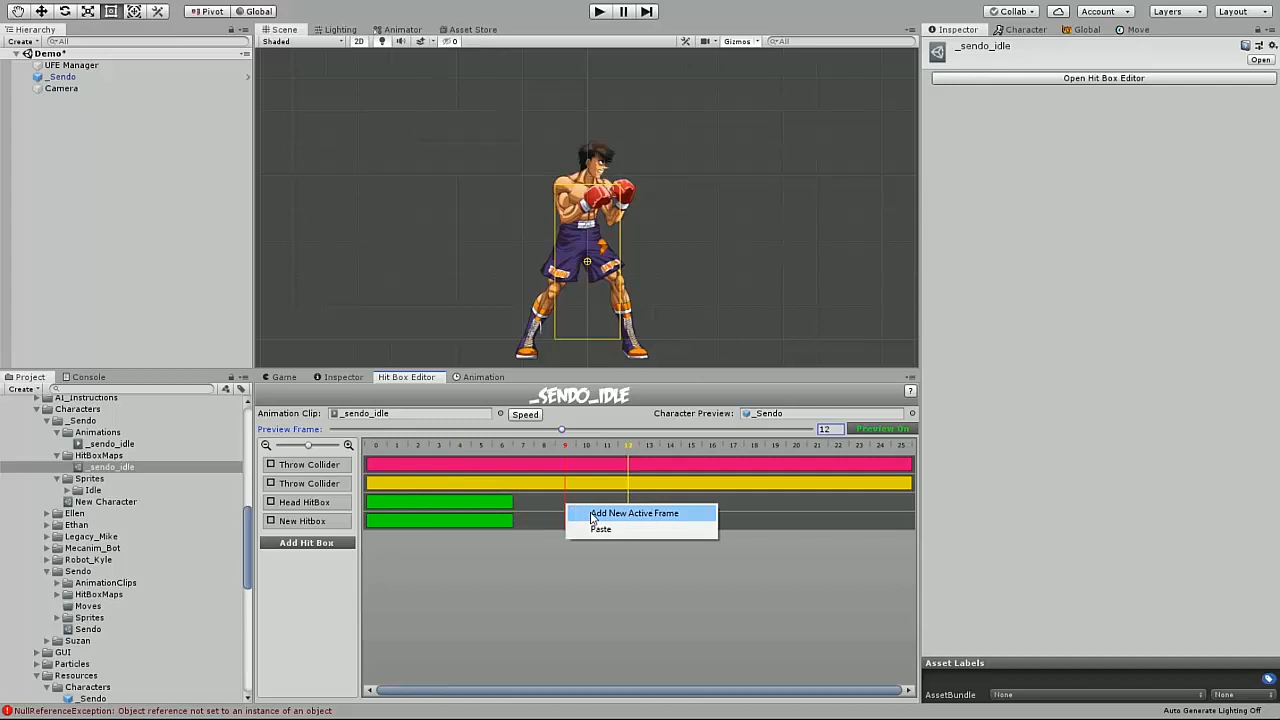 Pivot Global Collab Account Layers Layout
Hierarchy Scene Lighting Animator Asset Store Inspector Character Global Move
Create All Shaded 2D 0 Gizmos All
Demo*
UFE Manager
_Sendo
Camera
_sendo_idle
Open
Open Hit Box Editor
Project Console Game Inspector Hit Box Editor Animation
Create
AI_Instructions
Characters
_Sendo
Animations
_sendo_idle
HitBoxMaps
_sendo_idle
Sprites
Idle
New Character
Ellen
Ethan
Legacy_Mike
Mecanim_Bot
Robot_Kyle
Sendo
AnimationClips
HitBoxMaps
Moves
Sprites
Sendo
Suzan
GUI
Particles
Resources
Characters
_Sendo
_SENDO_IDLE
?
Animation Clip: _sendo_idle Speed Character Preview: _Sendo
Preview Frame: 12 Preview On
0 1 2 3 4 5 6 7 8 9 10 11 12 13 14 15 16 17 18 19 20 21 22 23 24 25
Throw Collider
Throw Collider
Head HitBox
New Hitbox
Add Hit Box
Add New Active Frame
Paste
Asset Labels
AssetBundle None None
NullReferenceException: Object reference not set to an instance of an object
Auto Generate Lighting Off